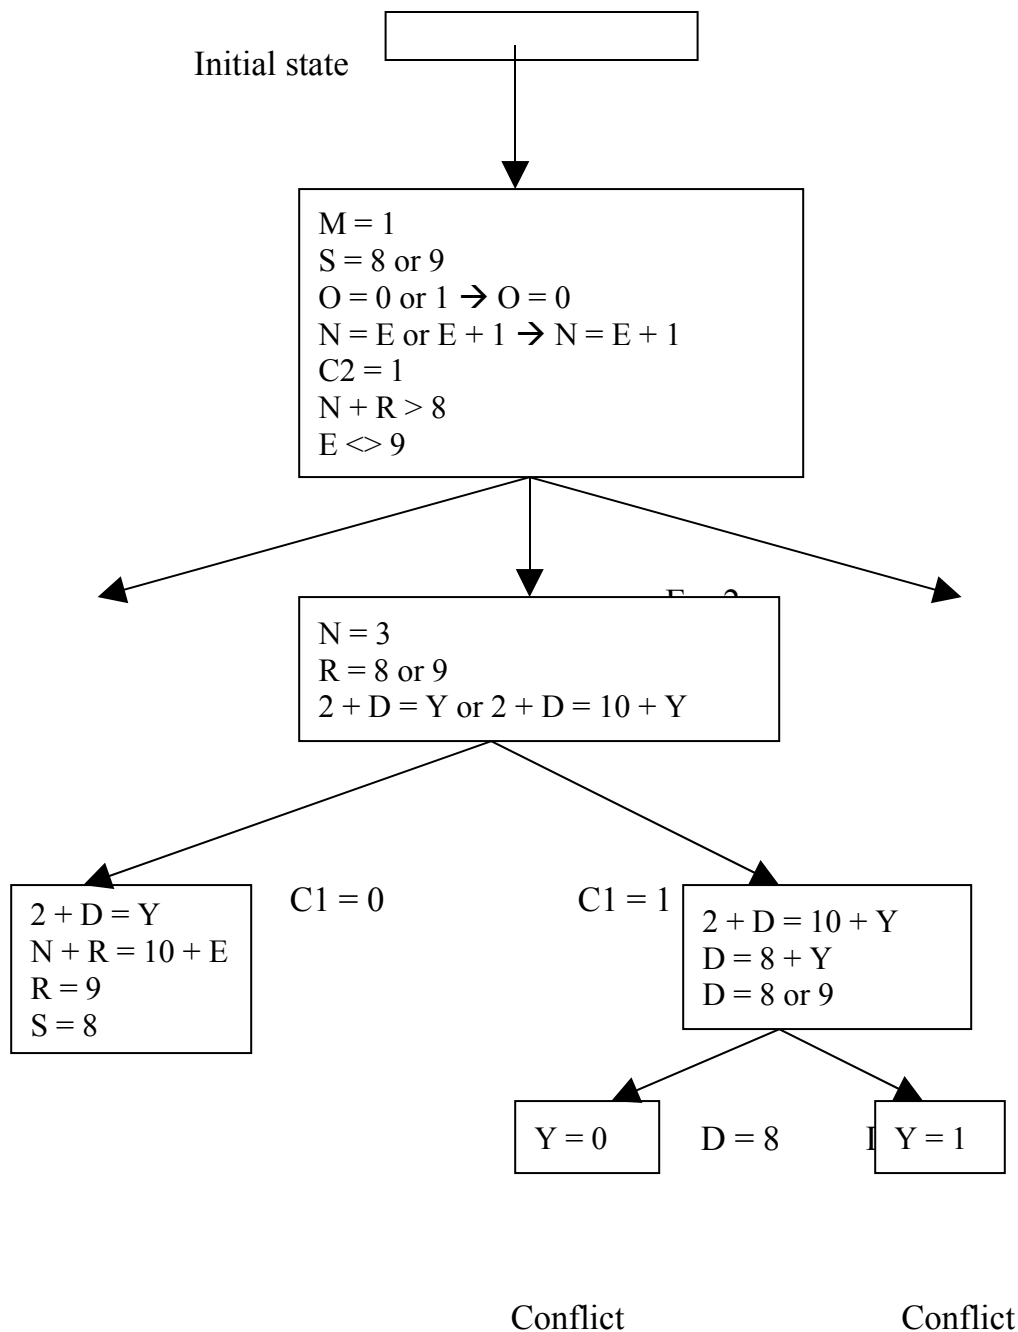 Initial state
M = 1
S = 8 or 9
O = 0 or 1 → O = 0
N = E or E + 1 → N = E + 1
C2 = 1
N + R > 8
E <> 9
N = 3
R = 8 or 9
2 + D = Y or 2 + D = 10 + Y
C1 = 0
C1 = 1
2 + D = Y
N + R = 10 + E
R = 9
S = 8
2 + D = 10 + Y
D = 8 + Y
D = 8 or 9
Y = 0
D = 8
Y = 1
Conflict
Conflict